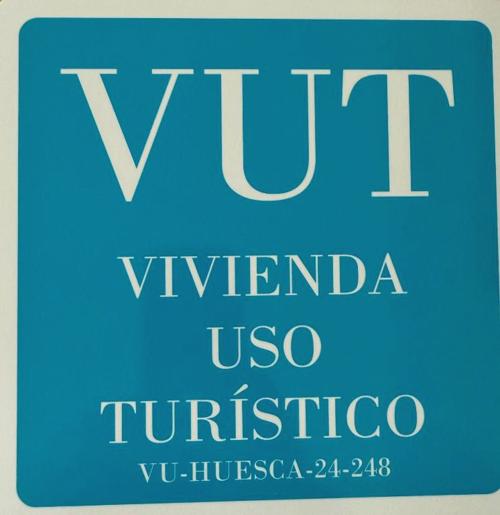 VUT
VIVIENDA
USO
TURÍSTICO
VU-HUESCA-24-248